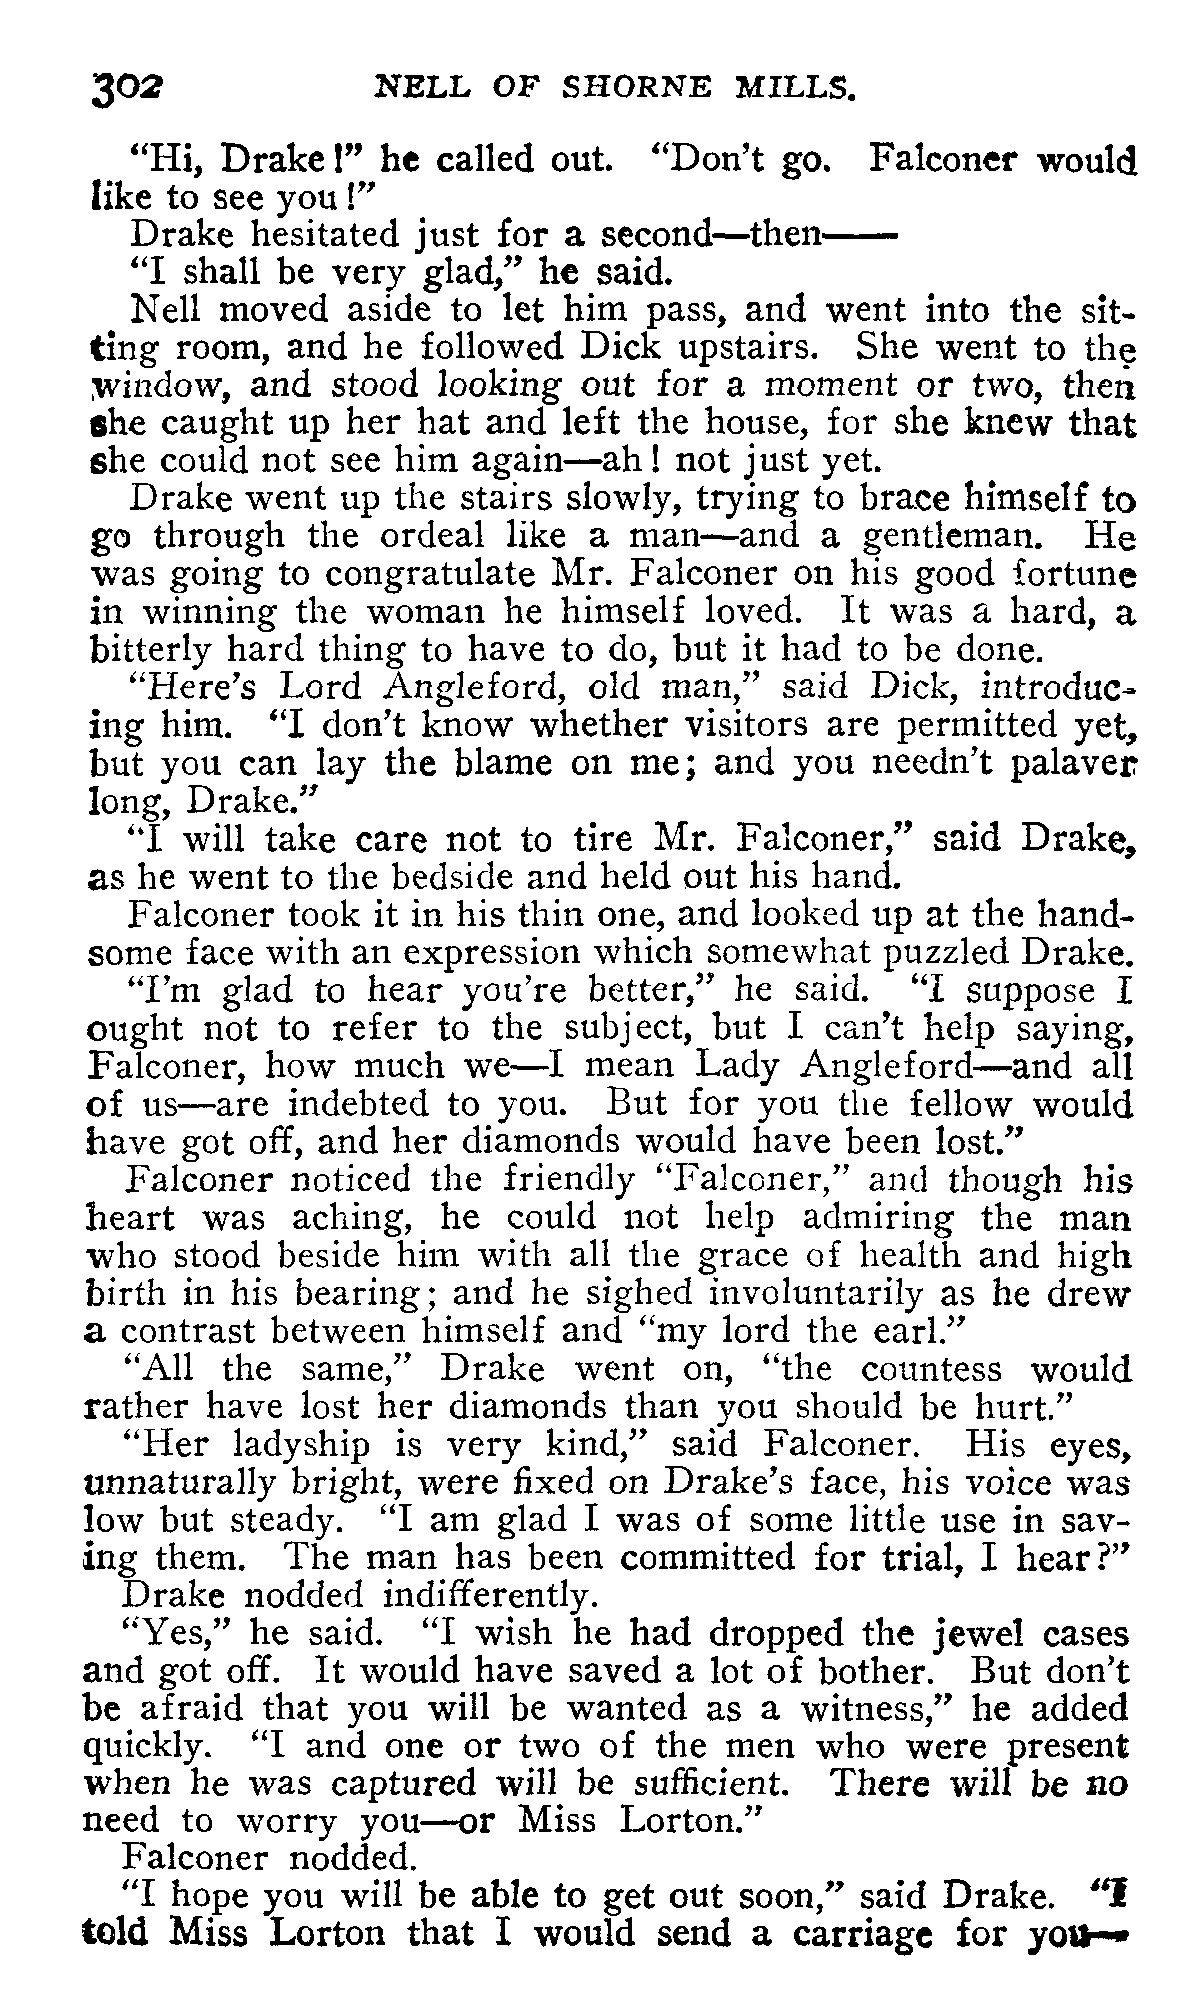 302 NELL OF SHORNE MILLS.
"Hi, Drake!" he called out. "Don't go. Falconer would
like to see you!"
Drake hesitated just for a second—then——
"I shall be very glad," he said.
Nell moved aside to let him pass, and went into the sit-
ting room, and he followed Dick upstairs. She went to the
window, and stood looking out for a moment or two, then
she caught up her hat and left the house, for she knew that
she could not see him again—ah! not just yet.
Drake went up the stairs slowly, trying to brace himself to
go through the ordeal like a man—and a gentleman. He
was going to congratulate Mr. Falconer on his good fortune
in winning the woman he himself loved. It was a hard, a
bitterly hard thing to have to do, but it had to be done.
"Here's Lord Angleford, old man," said Dick, introduc-
ing him. "I don't know whether visitors are permitted yet,
but you can lay the blame on me; and you needn't palaver
long, Drake."
"I will take care not to tire Mr. Falconer," said Drake,
as he went to the bedside and held out his hand.
Falconer took it in his thin one, and looked up at the hand-
some face with an expression which somewhat puzzled Drake.
"I'm glad to hear you're better," he said. "I suppose I
ought not to refer to the subject, but I can't help saying,
Falconer, how much we—I mean Lady Angleford—and all
of us—are indebted to you. But for you the fellow would
have got off, and her diamonds would have been lost."
Falconer noticed the friendly "Falconer," and though his
heart was aching, he could not help admiring the man
who stood beside him with all the grace of health and high
birth in his bearing; and he sighed involuntarily as he drew
a contrast between himself and "my lord the earl."
"All the same," Drake went on, "the countess would
rather have lost her diamonds than you should be hurt."
"Her ladyship is very kind," said Falconer. His eyes,
unnaturally bright, were fixed on Drake's face, his voice was
low but steady. "I am glad I was of some little use in sav-
ing them. The man has been committed for trial, I hear?"
Drake nodded indifferently.
"Yes," he said. "I wish he had dropped the jewel cases
and got off. It would have saved a lot of bother. But don't
be afraid that you will be wanted as a witness," he added
quickly. "I and one or two of the men who were present
when he was captured will be sufficient. There will be no
need to worry you—or Miss Lorton."
Falconer nodded.
"I hope you will be able to get out soon," said Drake. "I
told Miss Lorton that I would send a carriage for you—